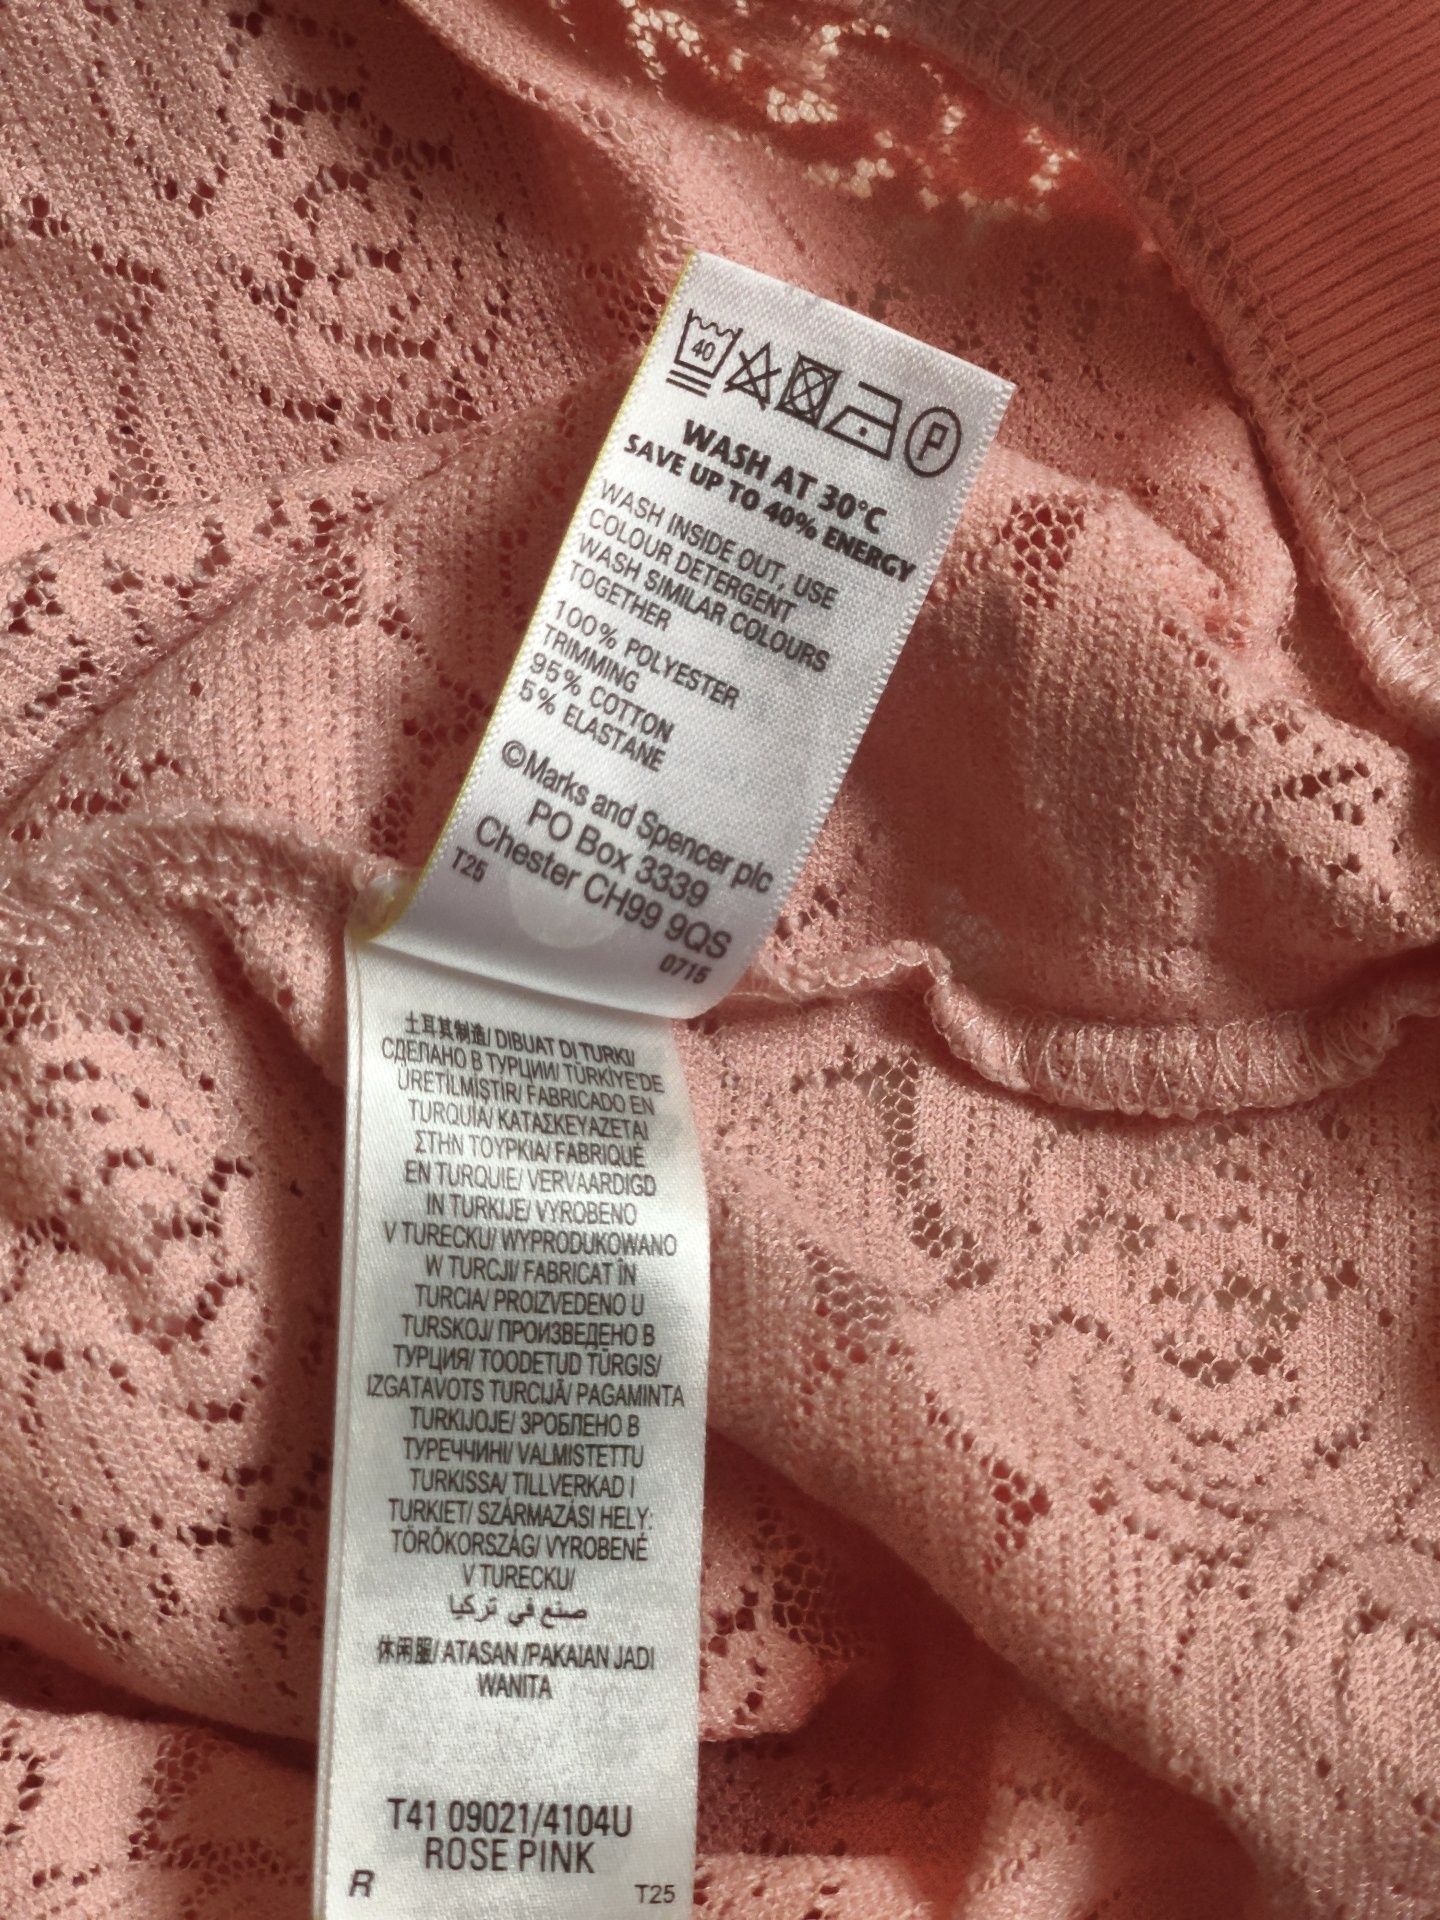 40
P
WASH AT 30°C
SAVE UP TO 40% ENERGY
WASH INSIDE OUT, USE
COLOUR DETERGENT
WASH SIMILAR COLOURS
TOGETHER
100% POLYESTER
TRIMMING
95% COTTON
5% ELASTANE
©Marks and Spencer plc
PO Box 3339
Chester CH99 9QS
T25
0715
土耳其制造/ DIBUAT DI TURKI/
СДЕЛАНО В ТУРЦИИ/ TÜRKİYE'DE
ÜRETİLMİŞTİR/ FABRICADO EN
TURQUÍA/ ΚΑΤΑΣΚΕΥΑΖΕΤΑΙ
ΣΤΗΝ ΤΟΥΡΚΙΑ/ FABRIQUÉ
EN TURQUIE/ VERVAARDIGD
IN TURKIJE/ VYROBENO
V TURECKU/ WYPRODUKOWANO
W TURCJI/ FABRICAT ÎN
TURCIA/ PROIZVEDENO U
TURSKOJ/ ПРОИЗВЕДЕНО В
ТУРЦИЯ/ TOODETUD TÜRGIS/
IZGATAVOTS TURCIJĀ/ PAGAMINTA
TURKIJOJE/ ЗРОБЛЕНО В
ТУРЕЧЧИНІ/ VALMISTETTU
TURKISSA/ TILLVERKAD I
TURKIET/ SZÁRMAZÁSI HELY:
TÖRÖKORSZÁG/ VYROBENÉ
V TURECKU/
صنع في تركيا
休闲服/ ATASAN /PAKAIAN JADI
WANITA
T41 09021/4104U
ROSE PINK
R
T25